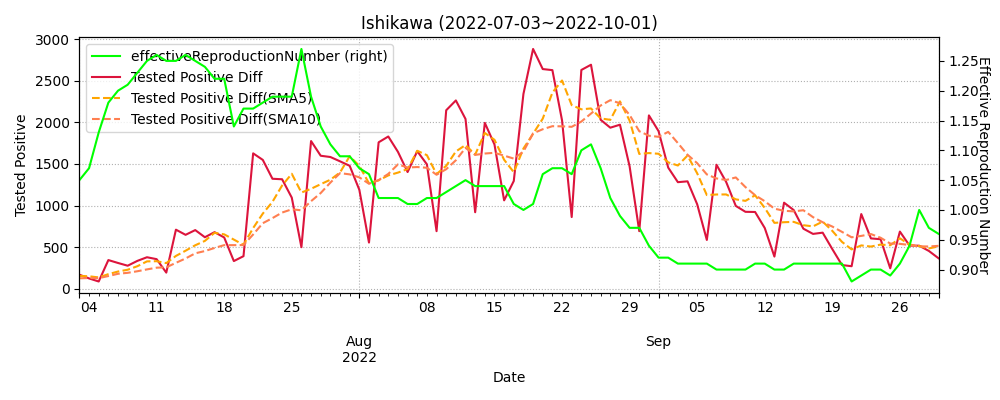 Ishikawa (2022-07-03~2022-10-01)
effectiveReproductionNumber (right)
Tested Positive Diff
Tested Positive Diff(SMA5)
Tested Positive Diff(SMA10)
Tested Positive
3000
2500
2000
1500
1000
500
0
1.25
1.20
1.15
1.10
1.05
1.00
0.95
0.90
Effective Reproduction Number
04 11 18 25 08 15 22 29 05 12 19 26
Aug Sep
2022
Date